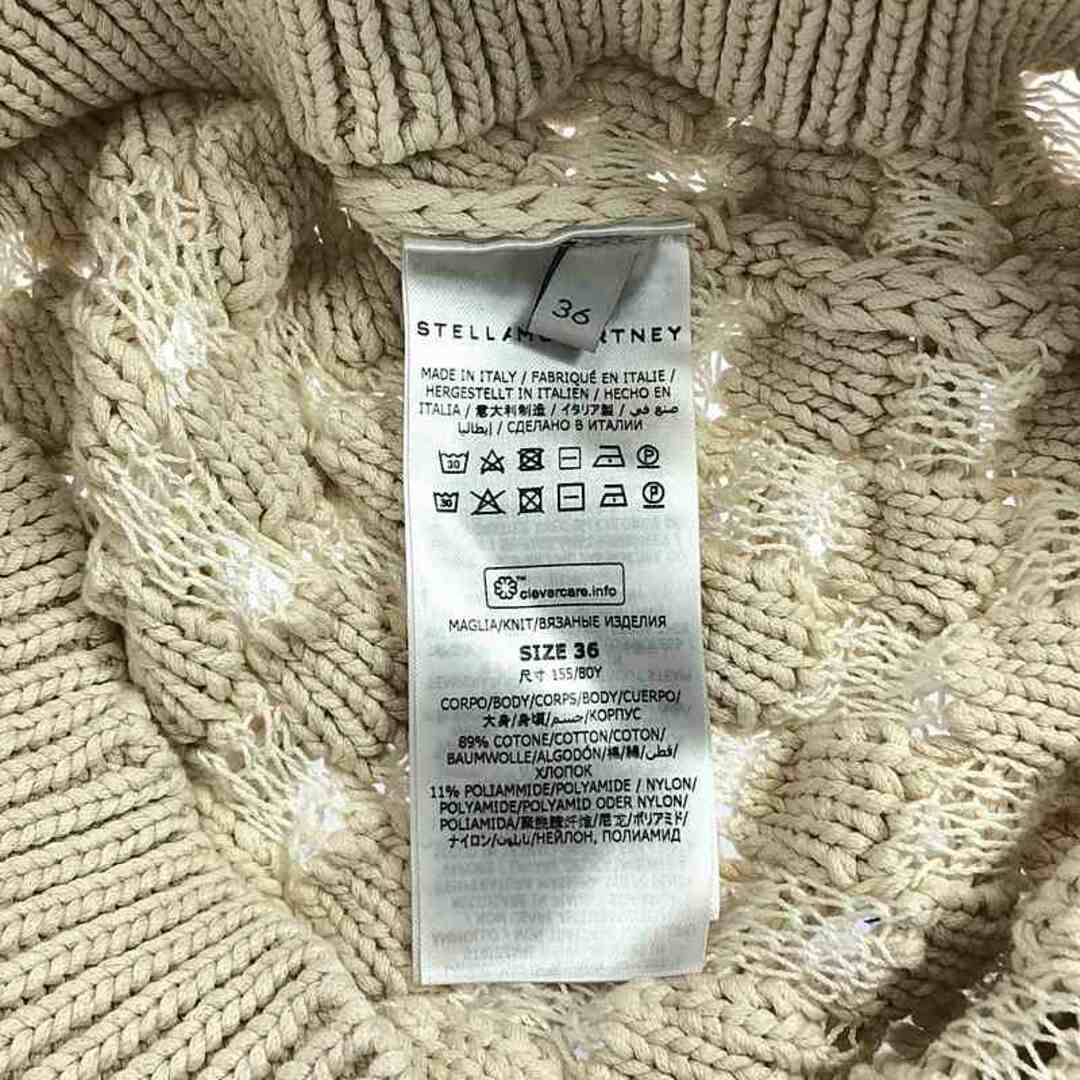 36
STELLA McCARTNEY
MADE IN ITALY / FABRIQUÉ EN ITALIE /
HERGESTELLT IN ITALIEN / HECHO EN
ITALIA / 意大利制造 / イタリア製 / صنع في
إيطاليا / СДЕЛАНО В ИТАЛИИ
30 P
30 P
™ clevercare.info
MAGLIA/KNIT/ВЯЗАНЫЕ ИЗДЕЛИЯ
SIZE 36
尺寸 155/80Y
CORPO/BODY/CORPS/BODY/CUERPO/
大身/身頃/جسم/КОРПУС
89% COTONE/COTTON/COTON/
BAUMWOLLE/ALGODÓN/棉/綿/قطن/
ХЛОПОК
11% POLIAMMIDE/POLYAMIDE / NYLON/
POLYAMIDE/POLYAMID ODER NYLON/
POLIAMIDA/聚酰胺纤维/尼龙/ポリアミド/
ナイロン/نايلون/НЕЙЛОН, ПОЛИАМИД